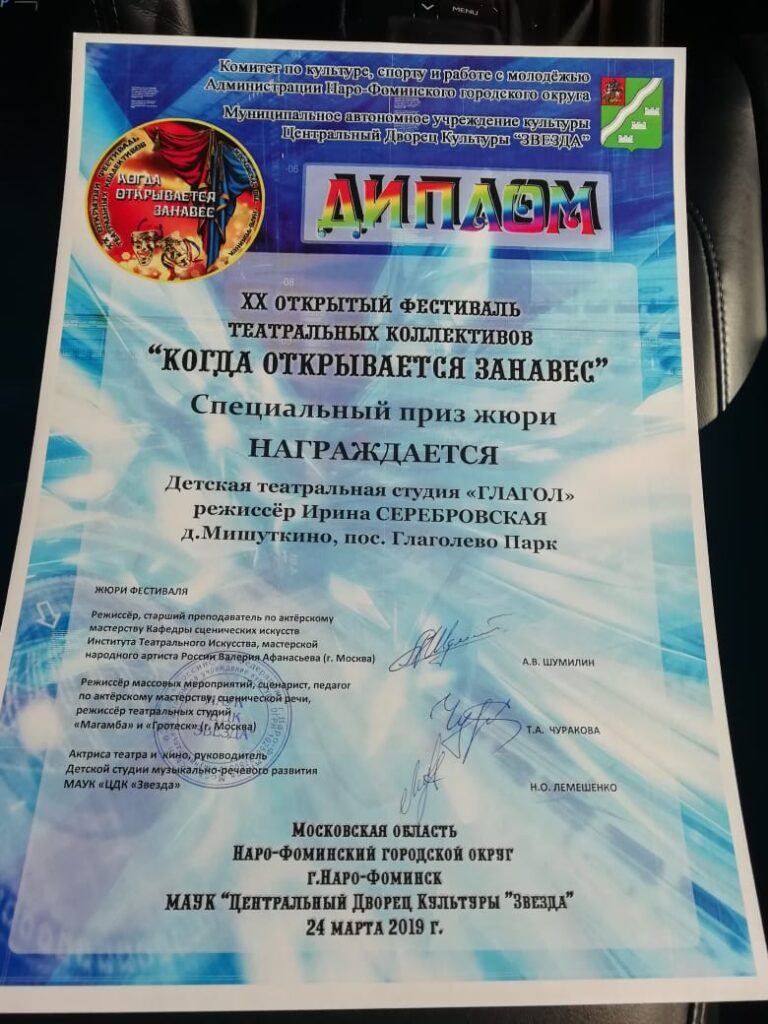 MENU
Комитет по культуре, спорту и работе с молодёжью
Администрации Наро-Фоминского городского округа
Муниципальное автономное учреждение культуры
Центральный Дворец Культуры "ЗВЕЗДА"
КОГДА
ОТКРЫВАЕТСЯ
ЗАНАВЕС
ДИПЛОМ
XX ОТКРЫТЫЙ ФЕСТИВАЛЬ
ТЕАТРАЛЬНЫХ КОЛЛЕКТИВОВ
"КОГДА ОТКРЫВАЕТСЯ ЗАНАВЕС"
Специальный приз жюри
НАГРАЖДАЕТСЯ
Детская театральная студия «ГЛАГОЛ»
режиссёр Ирина СЕРЕБРОВСКАЯ
д.Мишуткино, пос. Глаголево Парк
ЖЮРИ ФЕСТИВАЛЯ
Режиссёр, старший преподаватель по актёрскому
мастерству Кафедры сценических искусств
Института Театрального Искусства, мастерской
народного артиста России Валерия Афанасьева (г. Москва)
А.В. ШУМИЛИН
Режиссёр массовых мероприятий, сценарист, педагог
по актёрскому мастерству, сценической речи,
режиссёр театральных студий
«Магамба» и «Гротеск» (г. Москва)
Т.А. ЧУРАКОВА
МАУК
ЦДК
ЗВЕЗДА
Актриса театра и кино, руководитель
Детской студии музыкально-речевого развития
МАУК «ЦДК «Звезда»
Н.О. ЛЕМЕШЕНКО
Московская область
Наро-Фоминский городской округ
г.Наро-Фоминск
МАУК "Центральный Дворец Культуры "Звезда"
24 марта 2019 г.